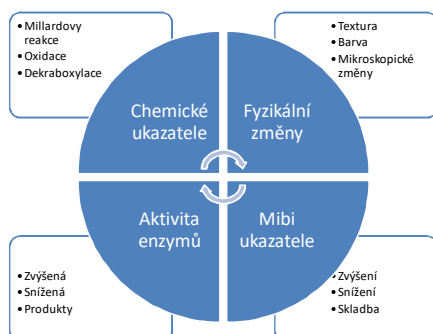 • Millardovy
reakce
• Oxidace
• Dekraboxylace
• Textura
• Barva
• Mikroskopické
změny
Chemické
ukazatele
Fyzikální
změny
Aktivita
enzymů
Mibi
ukazatele
• Zvýšená
• Snížená
• Produkty
• Zvýšení
• Snížení
• Skladba